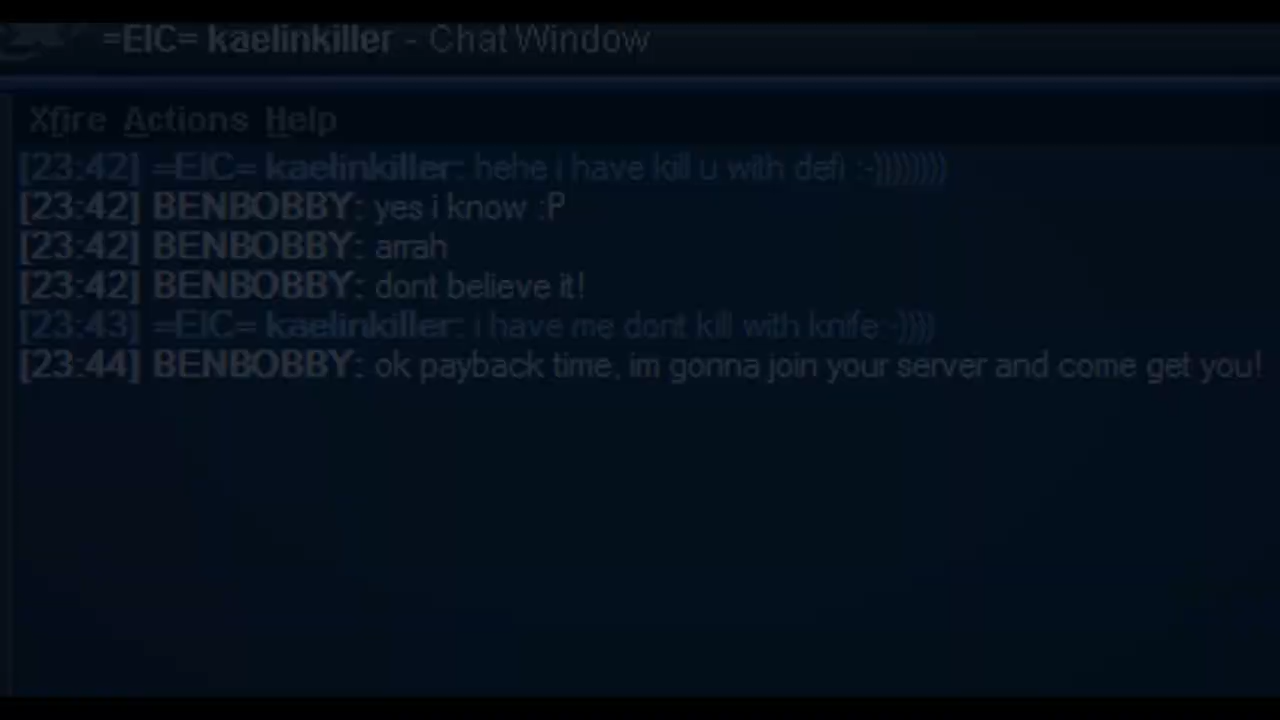 =EIC= kaelinkiller - Chat Window
Xfire Actions Help
[23:42] =EIC= kaelinkiller: hehe i have kill u with defi :-))))))))
[23:42] BENBOBBY: yes i know :P
[23:42] BENBOBBY: arrah
[23:42] BENBOBBY: dont believe it!
[23:43] =EIC= kaelinkiller: i have me dont kill with knife:-))))
[23:44] BENBOBBY: ok payback time, im gonna join your server and come get you!